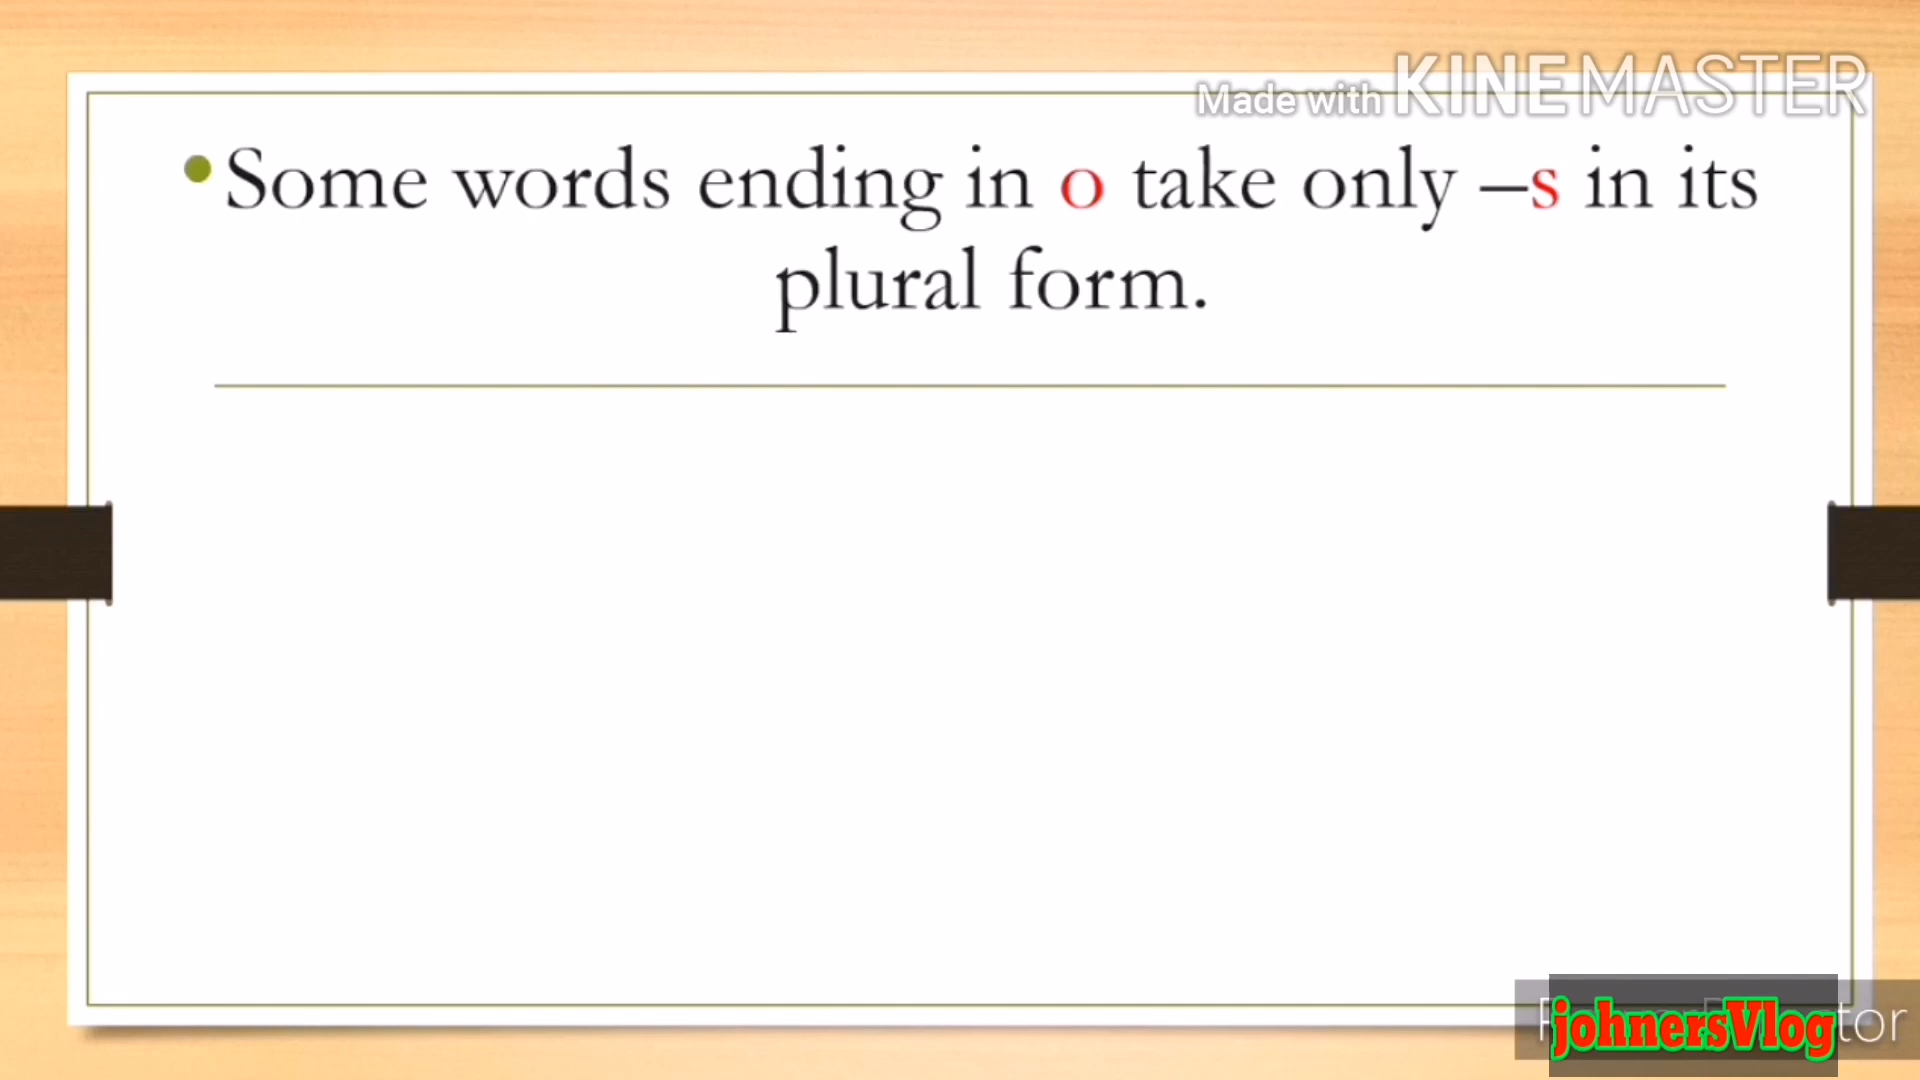 Made with KINEMASTER
•Some words ending in o take only –s in its
plural form.
johnersVlog